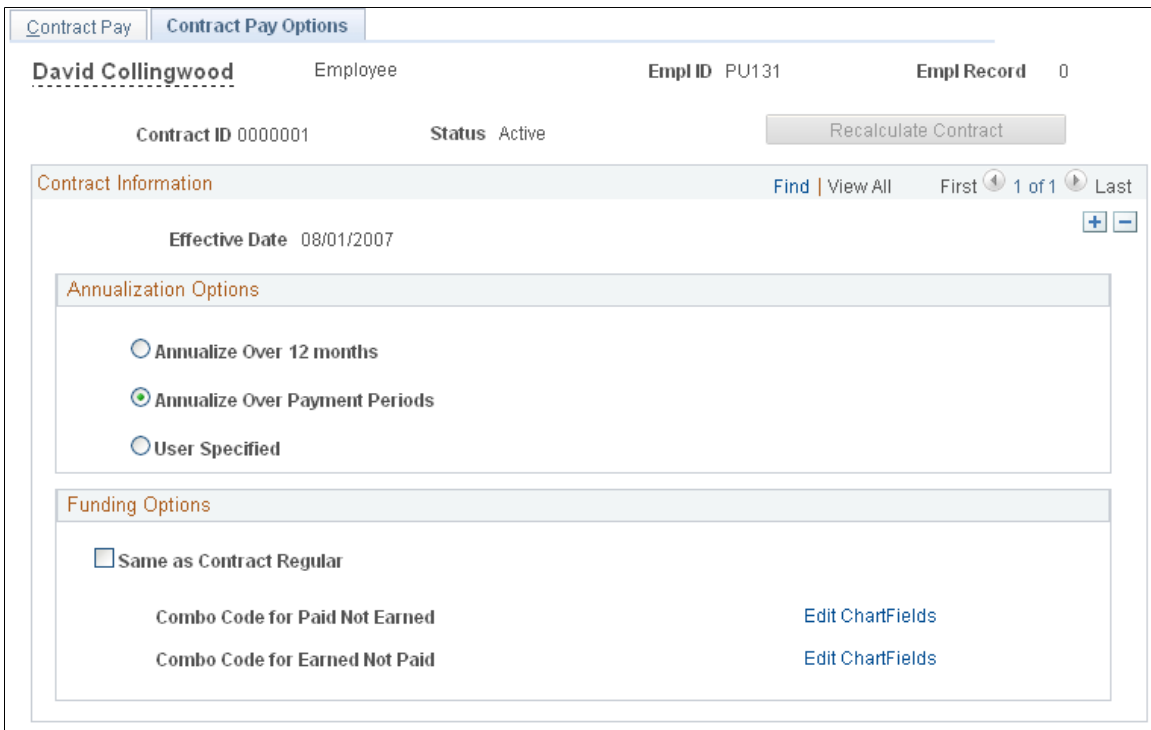 Contract Pay Contract Pay Options
David Collingwood Employee Empl ID PU131 Empl Record 0
Contract ID 0000001 Status Active Recalculate Contract
Contract Information Find | View All First 1 of 1 Last
Effective Date 08/01/2007
Annualization Options
Annualize Over 12 months
Annualize Over Payment Periods
User Specified
Funding Options
Same as Contract Regular
Combo Code for Paid Not Earned Edit ChartFields
Combo Code for Earned Not Paid Edit ChartFields